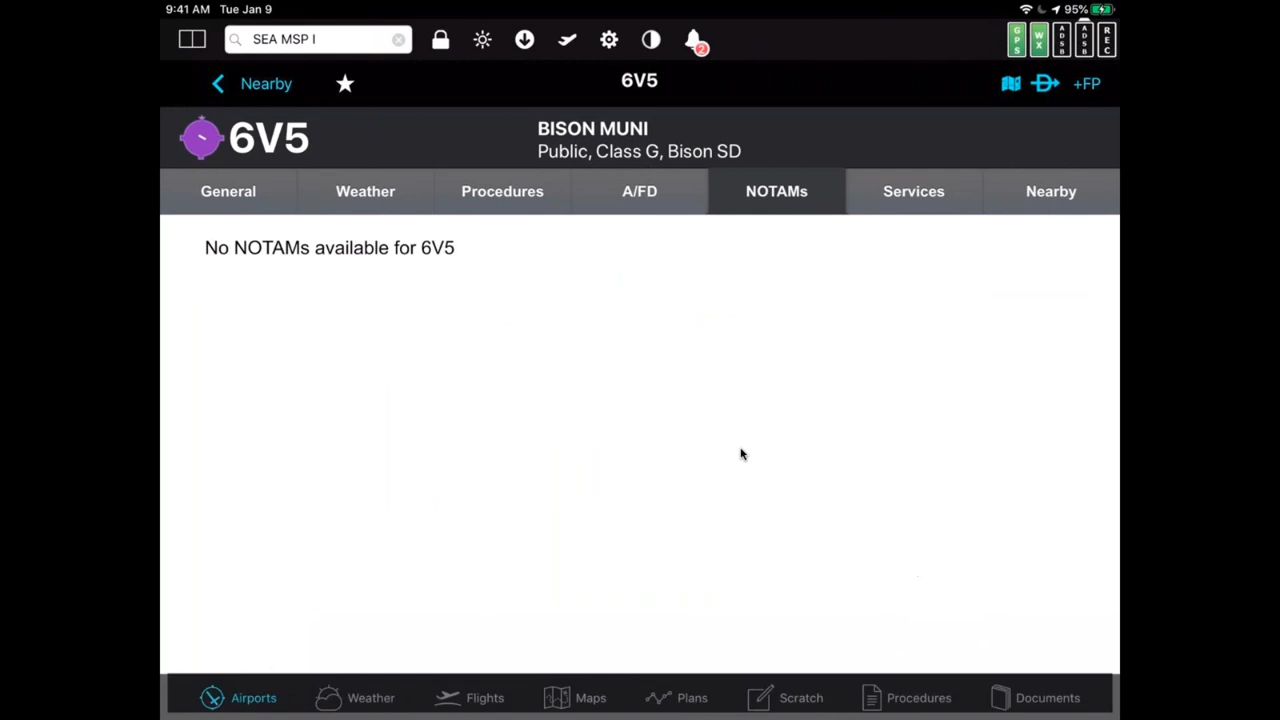 9:41 AM Tue Jan 9
95%
SEA MSP I
2
GPS
WX
ADSB
ADSB
REC
Nearby
6V5
+FP
6V5
BISON MUNI
Public, Class G, Bison SD
General Weather Procedures A/FD NOTAMs Services Nearby
No NOTAMs available for 6V5
Airports Weather Flights Maps Plans Scratch Procedures Documents